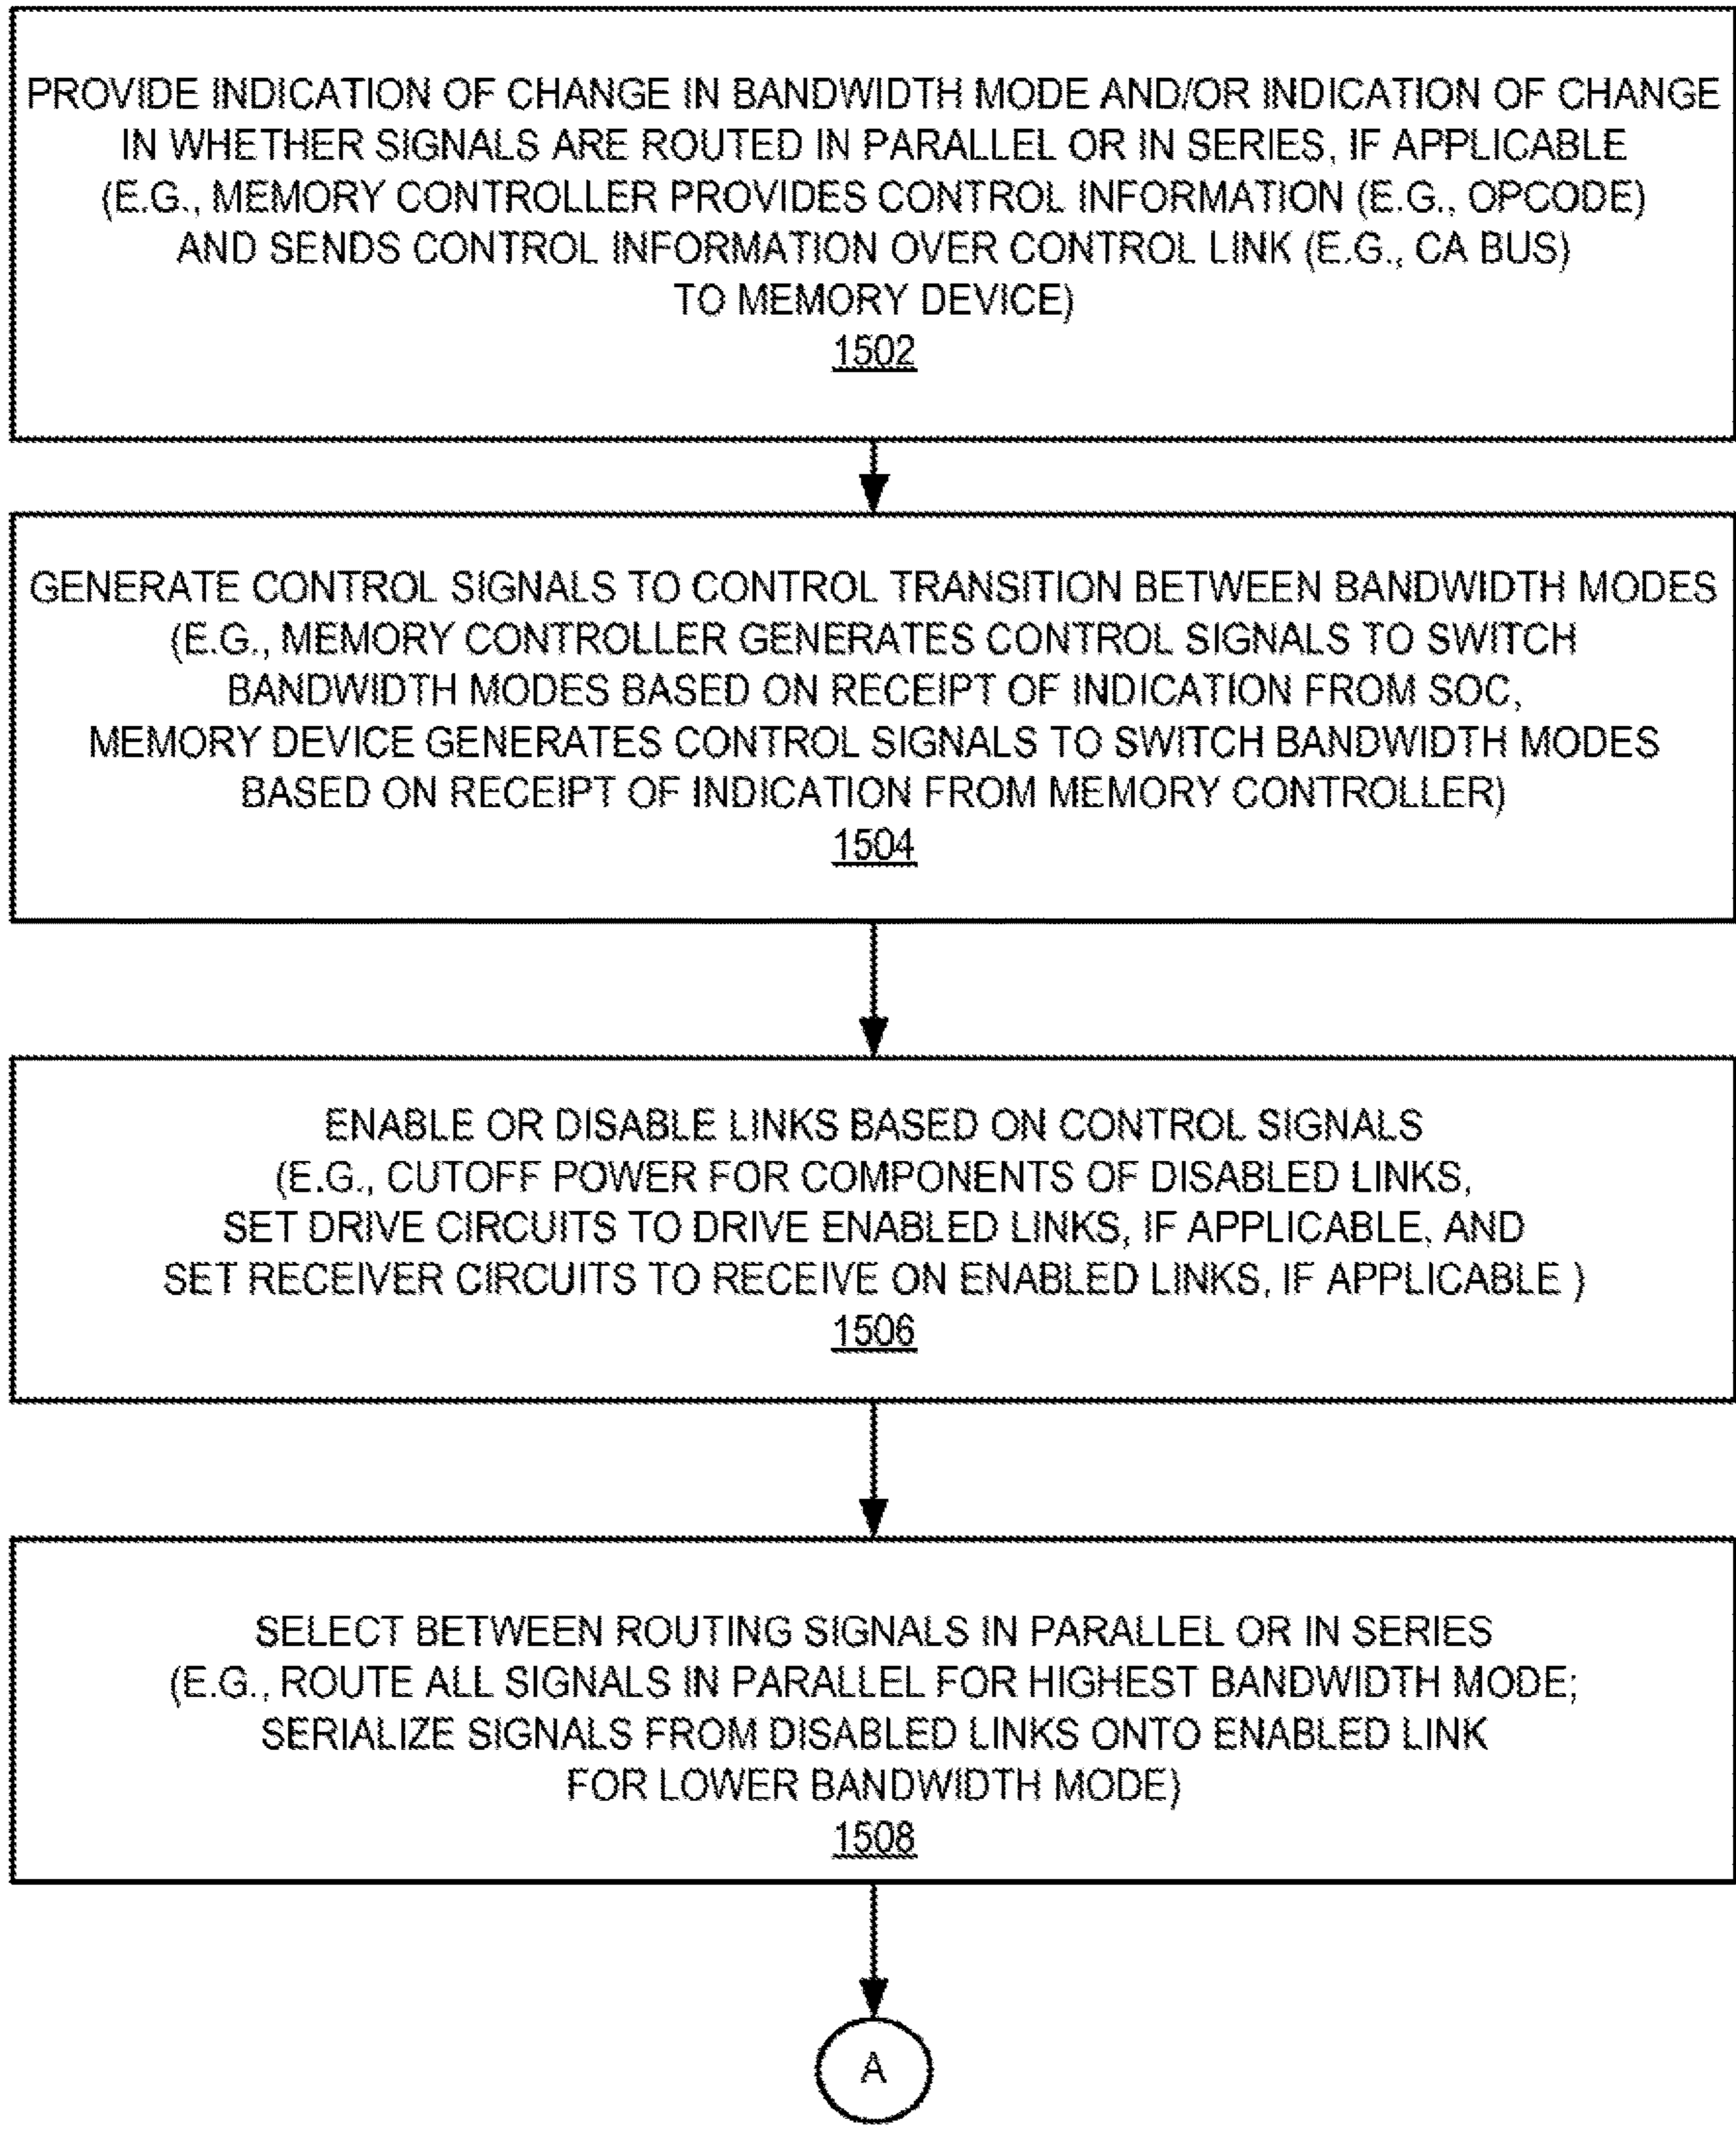 PROVIDE INDICATION OF CHANGE IN BANDWIDTH MODE AND/OR INDICATION OF CHANGE
IN WHETHER SIGNALS ARE ROUTED IN PARALLEL OR IN SERIES, IF APPLICABLE
(E.G., MEMORY CONTROLLER PROVIDES CONTROL INFORMATION (E.G., OPCODE)
AND SENDS CONTROL INFORMATION OVER CONTROL LINK (E.G., CA BUS)
TO MEMORY DEVICE)
1502
GENERATE CONTROL SIGNALS TO CONTROL TRANSITION BETWEEN BANDWIDTH MODES
(E.G., MEMORY CONTROLLER GENERATES CONTROL SIGNALS TO SWITCH
BANDWIDTH MODES BASED ON RECEIPT OF INDICATION FROM SOC,
MEMORY DEVICE GENERATES CONTROL SIGNALS TO SWITCH BANDWIDTH MODES
BASED ON RECEIPT OF INDICATION FROM MEMORY CONTROLLER)
1504
ENABLE OR DISABLE LINKS BASED ON CONTROL SIGNALS
(E.G., CUTOFF POWER FOR COMPONENTS OF DISABLED LINKS,
SET DRIVE CIRCUITS TO DRIVE ENABLED LINKS, IF APPLICABLE, AND
SET RECEIVER CIRCUITS TO RECEIVE ON ENABLED LINKS, IF APPLICABLE )
1506
SELECT BETWEEN ROUTING SIGNALS IN PARALLEL OR IN SERIES
(E.G., ROUTE ALL SIGNALS IN PARALLEL FOR HIGHEST BANDWIDTH MODE;
SERIALIZE SIGNALS FROM DISABLED LINKS ONTO ENABLED LINK
FOR LOWER BANDWIDTH MODE)
1508
A